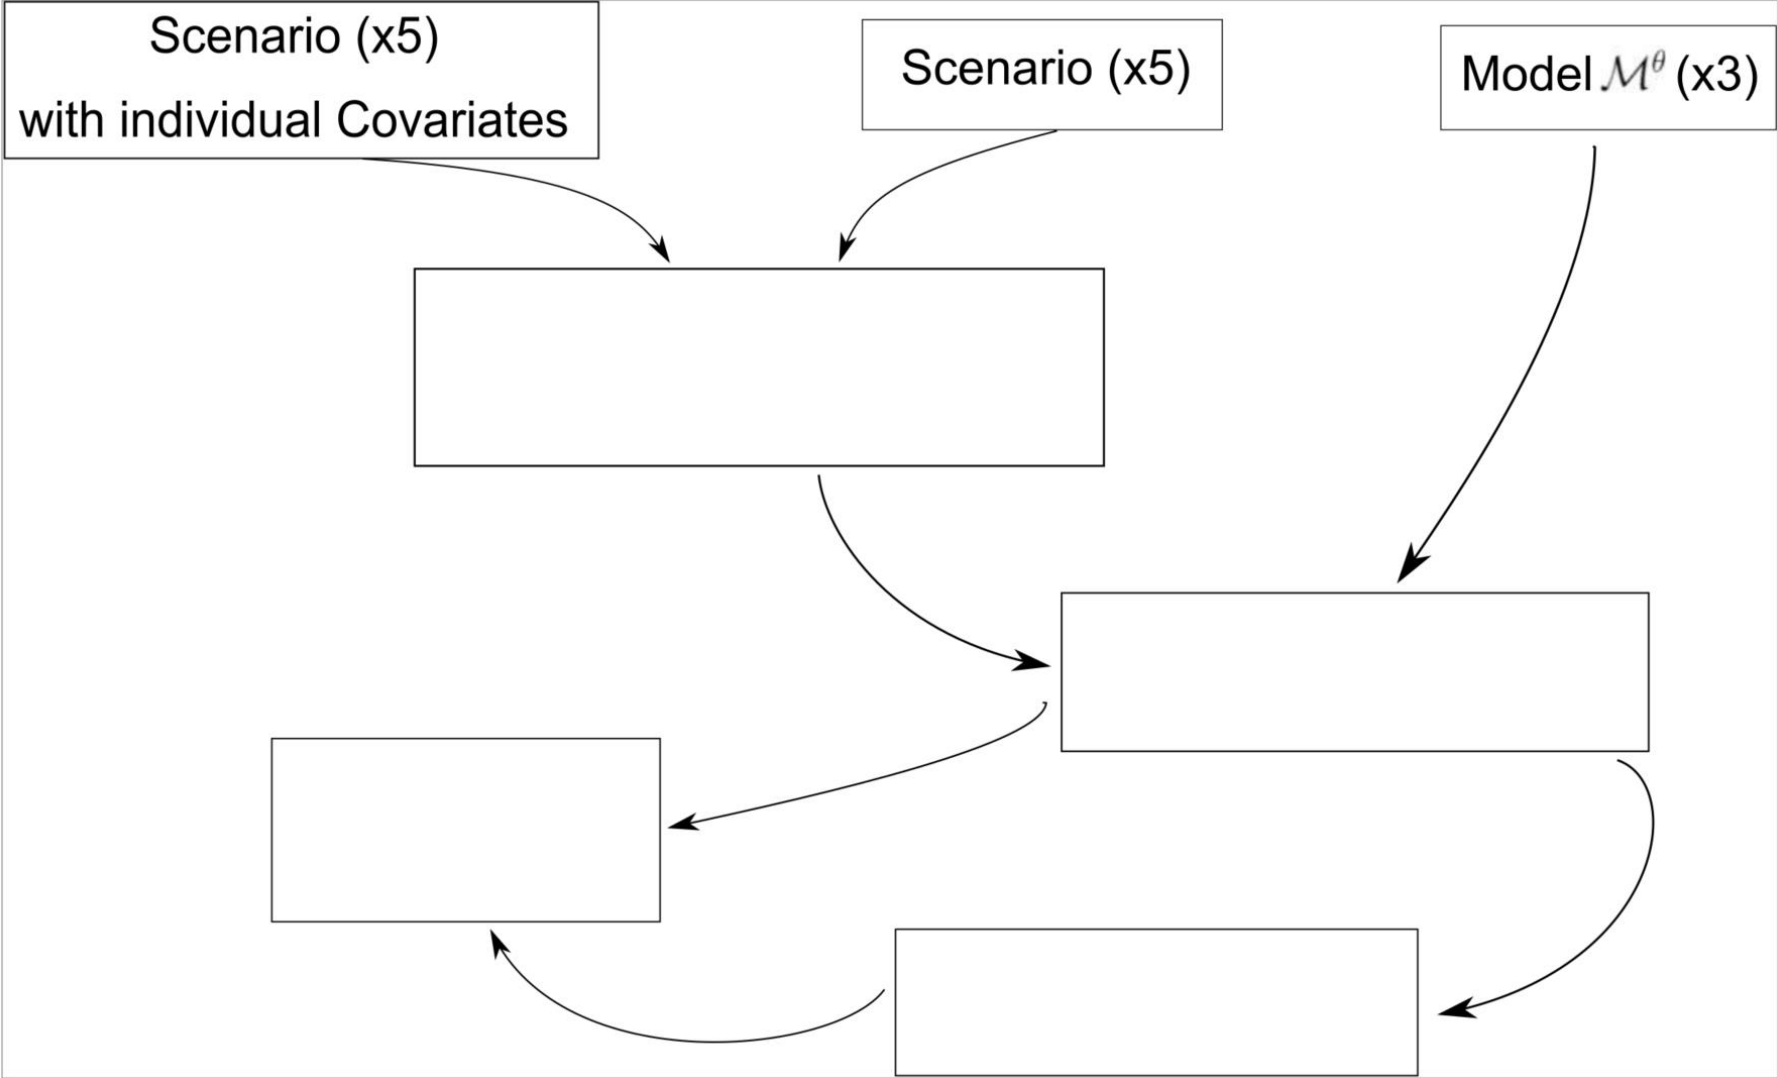 Scenario (x5)
with individual Covariates
Scenario (x5)
Model ℳ^θ (x3)